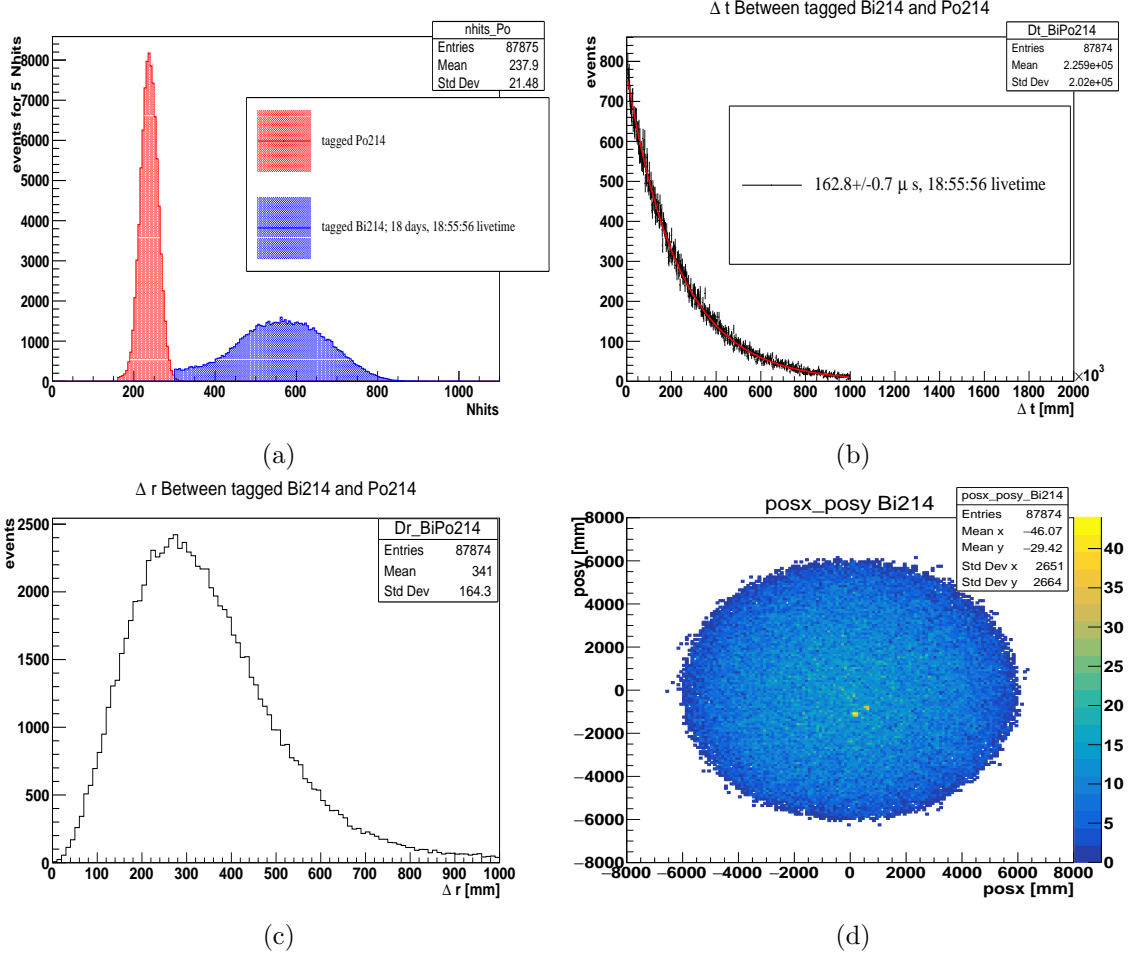 nhits_Po
Entries 87875
Mean 237.9
Std Dev 21.48
events for 5 Nhits
8000
7000
6000
5000
4000
3000
2000
1000
0
tagged Po214
tagged Bi214; 18 days, 18:55:56 livetime
0 200 400 600 800 1000
Nhits
(a)
Δ t Between tagged Bi214 and Po214
Dt_BiPo214
Entries 87874
Mean 2.259e+05
Std Dev 2.02e+05
events
800
700
600
500
400
300
200
100
0
162.8+/-0.7 μ s, 18:55:56 livetime
0 200 400 600 800 1000 1200 1400 1600 1800 2000
×10³
Δ t [mm]
(b)
Δ r Between tagged Bi214 and Po214
Dr_BiPo214
Entries 87874
Mean 341
Std Dev 164.3
events
2500
2000
1500
1000
500
0
0 100 200 300 400 500 600 700 800 900 1000
Δ r [mm]
(c)
posx_posy Bi214
posx_posy_Bi214
Entries 87874
Mean x −46.07
Mean y −29.42
Std Dev x 2651
Std Dev y 2664
posy [mm]
8000
6000
4000
2000
0
−2000
−4000
−6000
−8000
−8000 −6000 −4000 −2000 0 2000 4000 6000 8000
posx [mm]
40
35
30
25
20
15
10
5
0
(d)